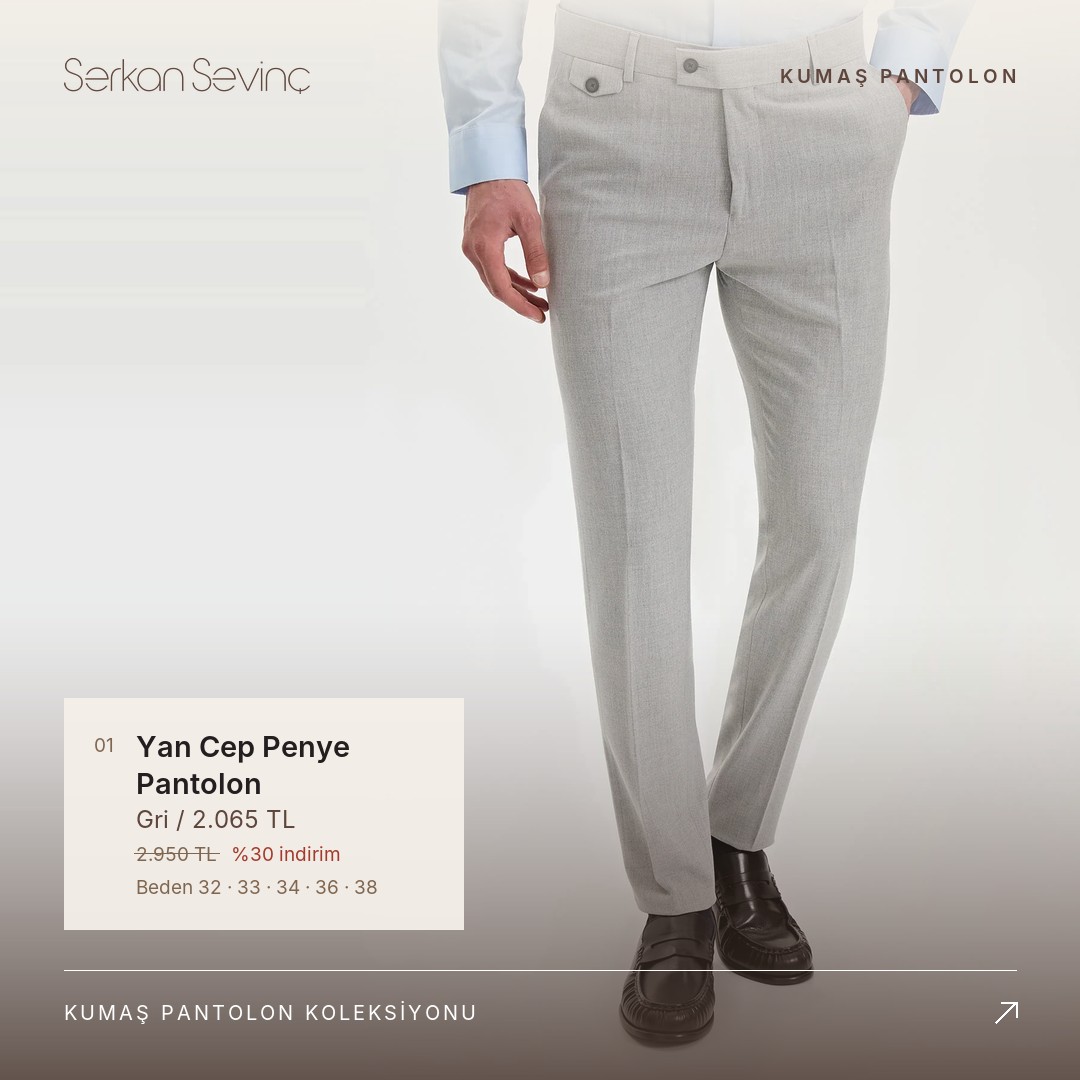 Serkan Sevinç
KUMAŞ PANTOLON
01
Yan Cep Penye
Pantolon
Gri / 2.065 TL
2.950 TL %30 indirim
Beden 32 · 33 · 34 · 36 · 38
KUMAŞ PANTOLON KOLEKSİYONU